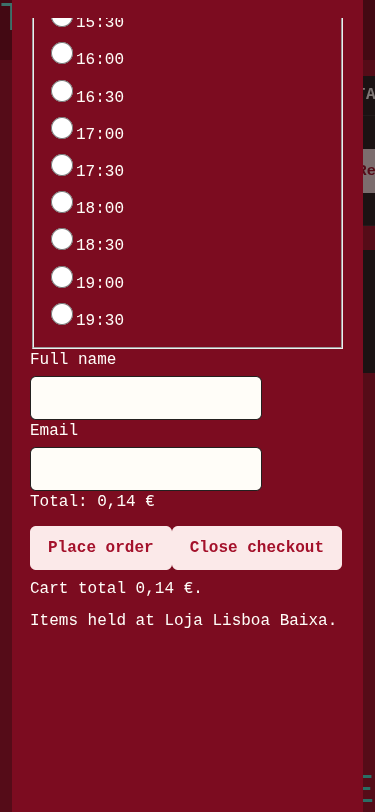 15:30
16:00
16:30
17:00
17:30
18:00
18:30
19:00
19:30
Full name
Email
Total: 0,14 €
Place order Close checkout
Cart total 0,14 €.
Items held at Loja Lisboa Baixa.